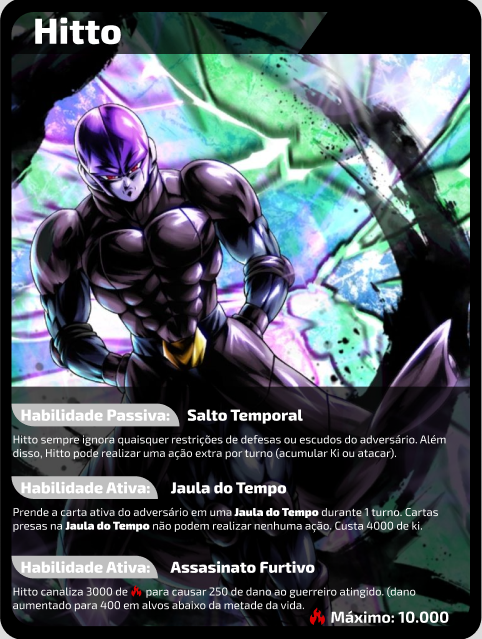 Hitto
Habilidade Passiva: Salto Temporal
Hitto sempre ignora quaisquer restrições de defesas ou escudos do adversário. Além
disso, Hitto pode realizar uma ação extra por turno (acumular Ki ou atacar).
Habilidade Ativa: Jaula do Tempo
Prende a carta ativa do adversário em uma Jaula do Tempo durante 1 turno. Cartas
presas na Jaula do Tempo não podem realizar nenhuma ação. Custa 4000 de ki.
Habilidade Ativa: Assasinato Furtivo
Hitto canaliza 3000 de para causar 250 de dano ao guerreiro atingido. (dano
aumentado para 400 em alvos abaixo da metade da vida.
Máximo: 10.000